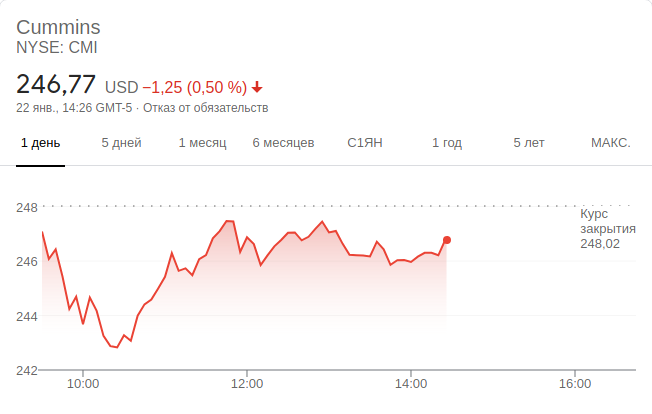 Cummins
NYSE: CMI
246,77 USD −1,25 (0,50 %)
22 янв., 14:26 GMT-5 · Отказ от обязательств
1 день 5 дней 1 месяц 6 месяцев С1ЯН 1 год 5 лет МАКС.
248
Курс
закрытия
248,02
246
244
242
10:00 12:00 14:00 16:00